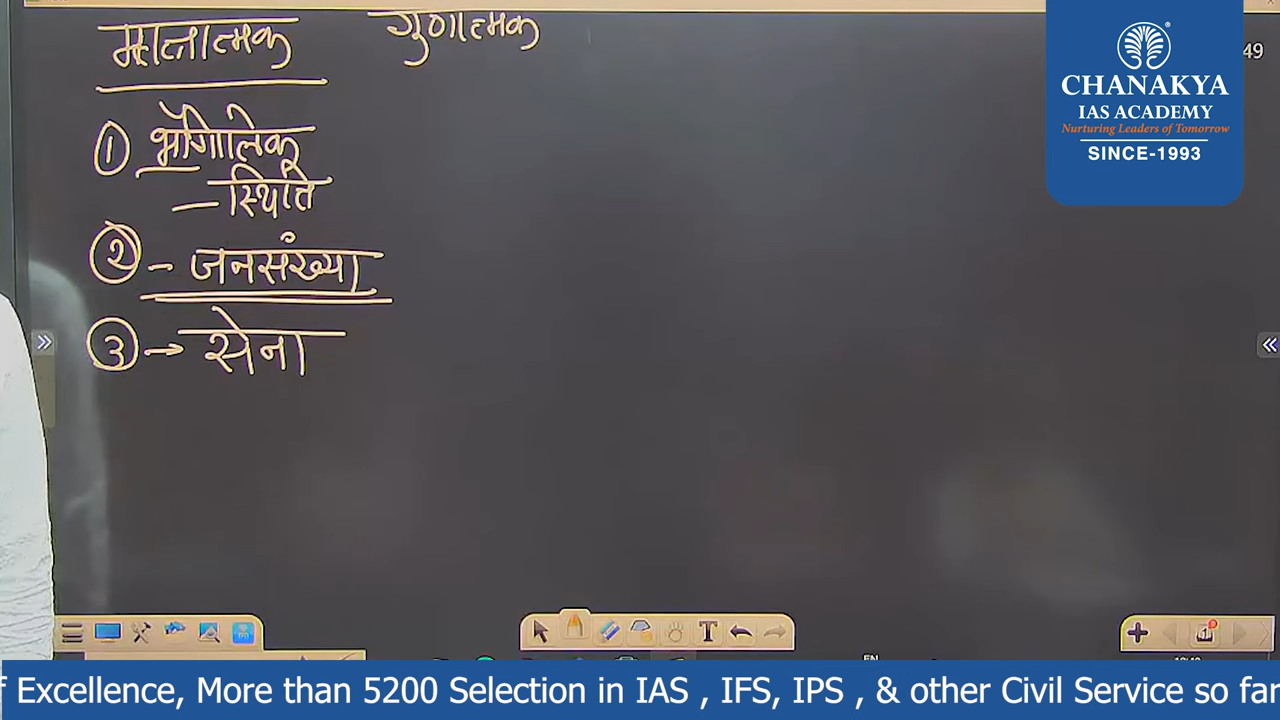 मात्रात्मक गुणात्मक
① भौगोलिक
– स्थिति
② – जनसंख्या
③ → सेना
49
CHANAKYA
IAS ACADEMY
Nurturing Leaders of Tomorrow
SINCE-1993
EN
T
f Excellence, More than 5200 Selection in IAS , IFS, IPS , & other Civil Service so far